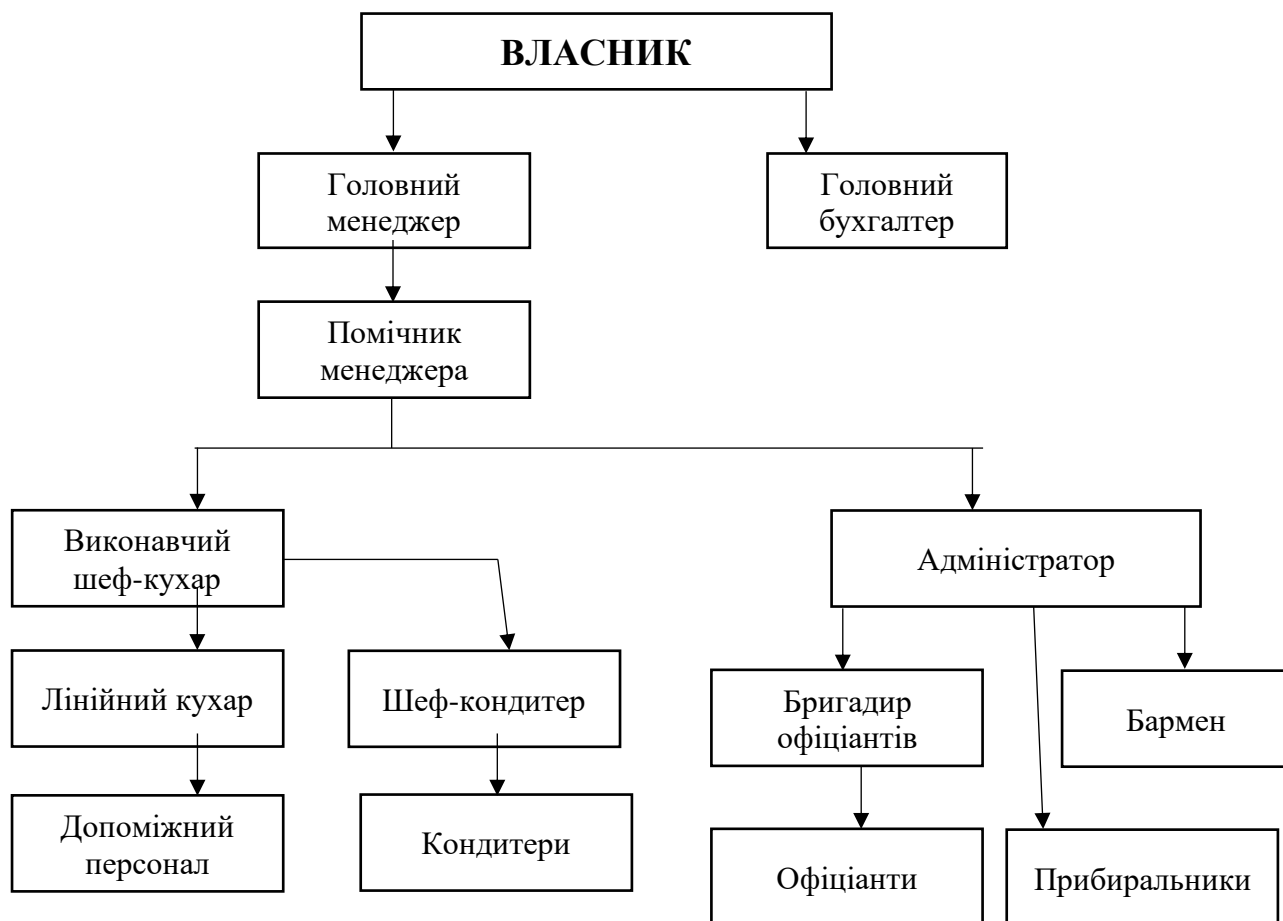 ВЛАСНИК
Головний
менеджер
Головний
бухгалтер
Помічник
менеджера
Виконавчий
шеф-кухар
Адміністратор
Лінійний кухар
Шеф-кондитер
Бригадир
офіціантів
Бармен
Допоміжний
персонал
Кондитери
Офіціанти
Прибиральники